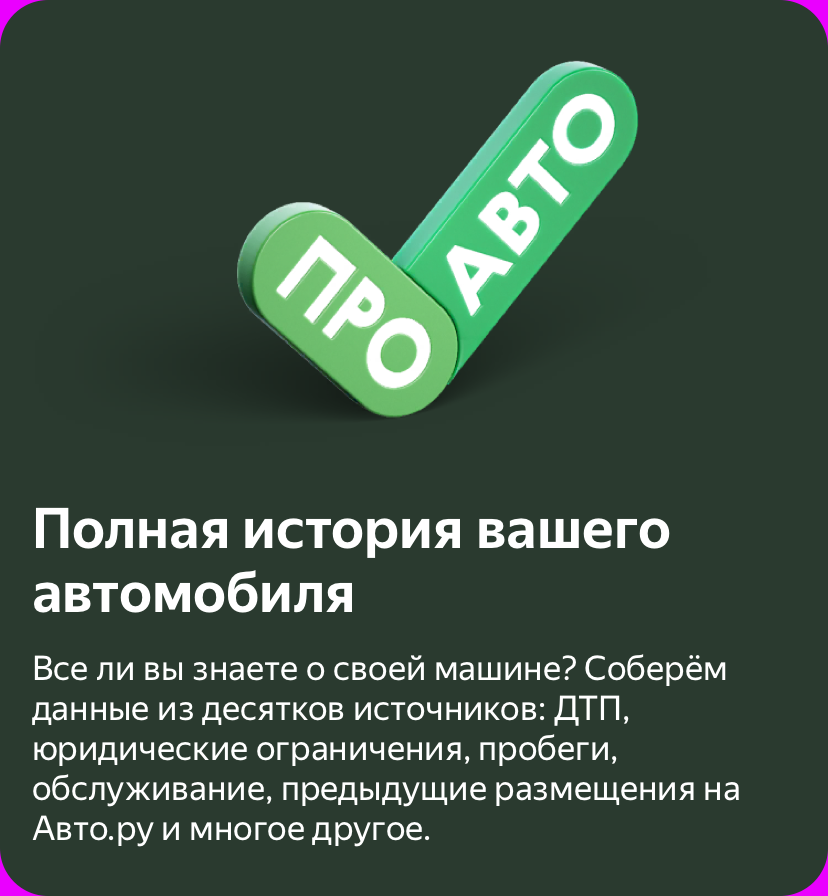 ПРО
АВТО
Полная история вашего
автомобиля
Все ли вы знаете о своей машине? Соберём
данные из десятков источников: ДТП,
юридические ограничения, пробеги,
обслуживание, предыдущие размещения на
Авто.ру и многое другое.